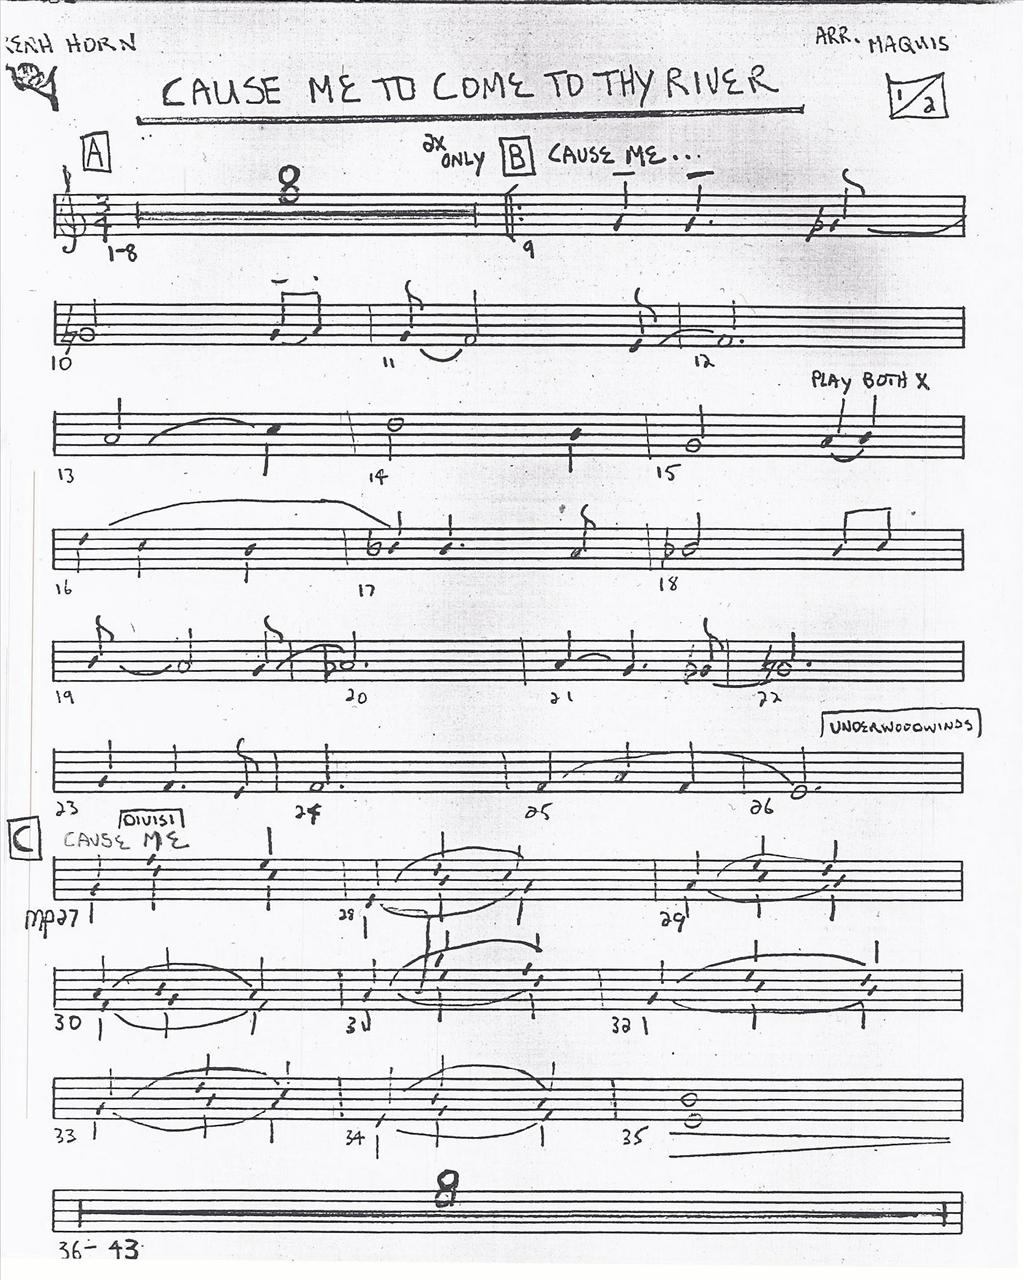 HORN
ARR. MAQUIS
CAUSE ME TO COME TO THY RIVER
1/2
A
2X ONLY B CAUSE ME...
3/4 8
1-8 9
10 11 12
PLAY BOTH X
13 14 15
16 17 18
19 20 21 22
UNDERWOODWINDS
23 24 25 26
C CAUSE ME DIVISI
MP 27 28 29
30 31 32
33 34 35
8
36-43